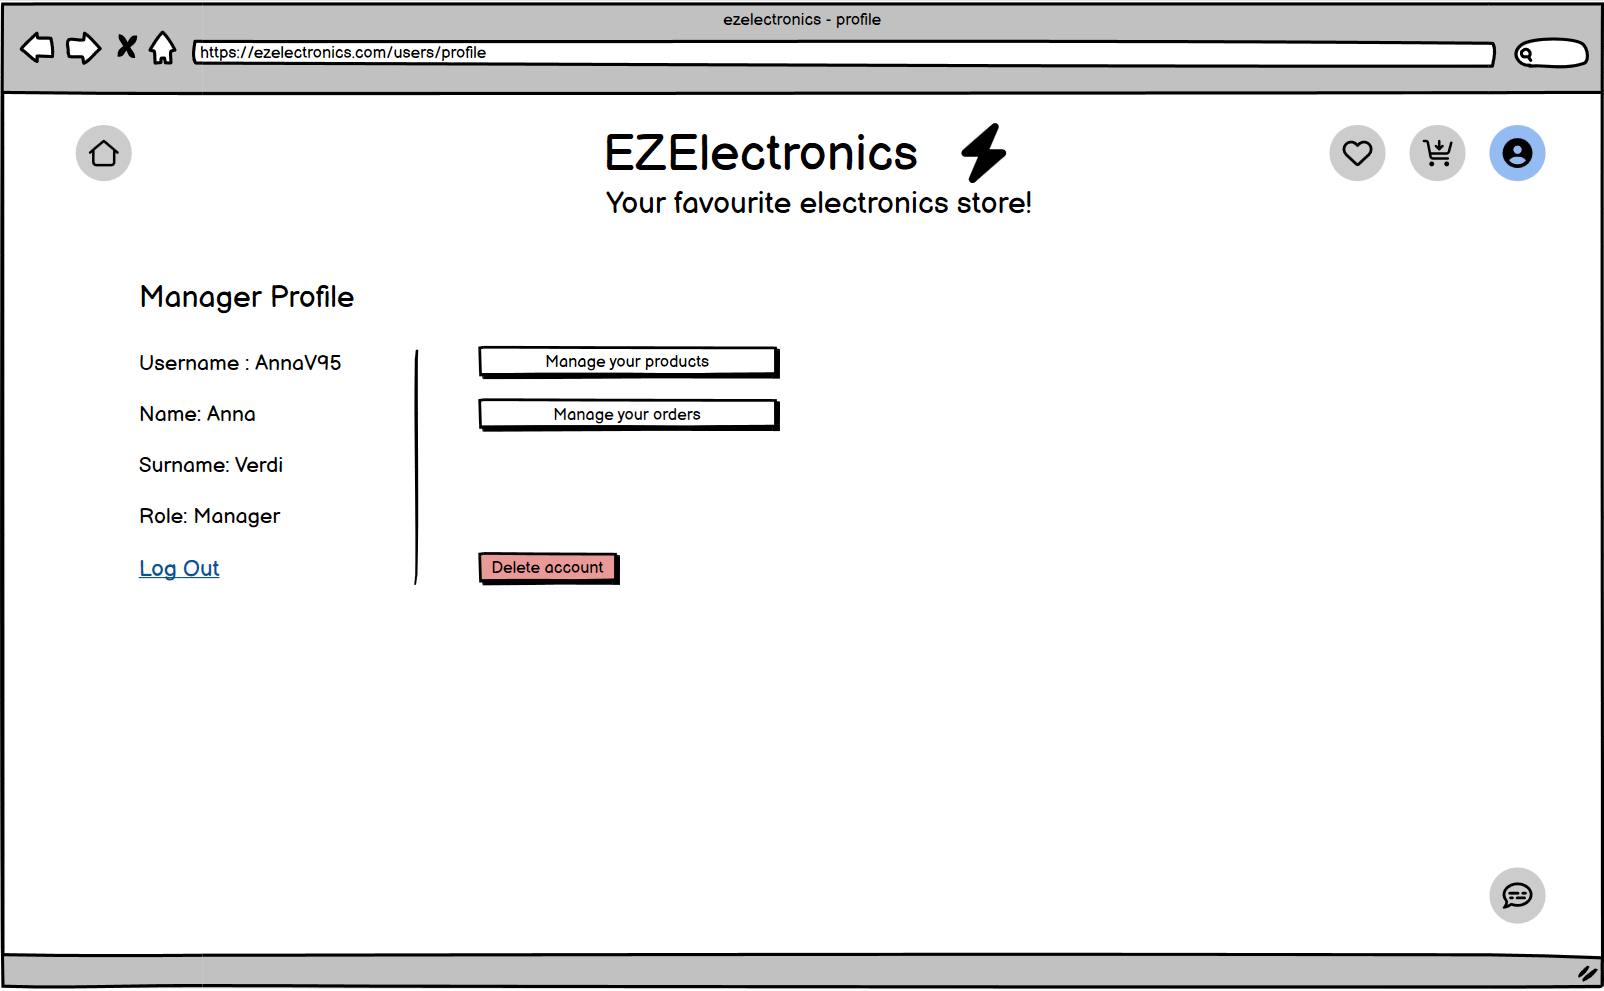 ezelectronics - profile
https://ezelectronics.com/users/profile
EZElectronics
Your favourite electronics store!
Manager Profile
Username : AnnaV95
Name: Anna
Surname: Verdi
Role: Manager
Log Out
Manage your products
Manage your orders
Delete account